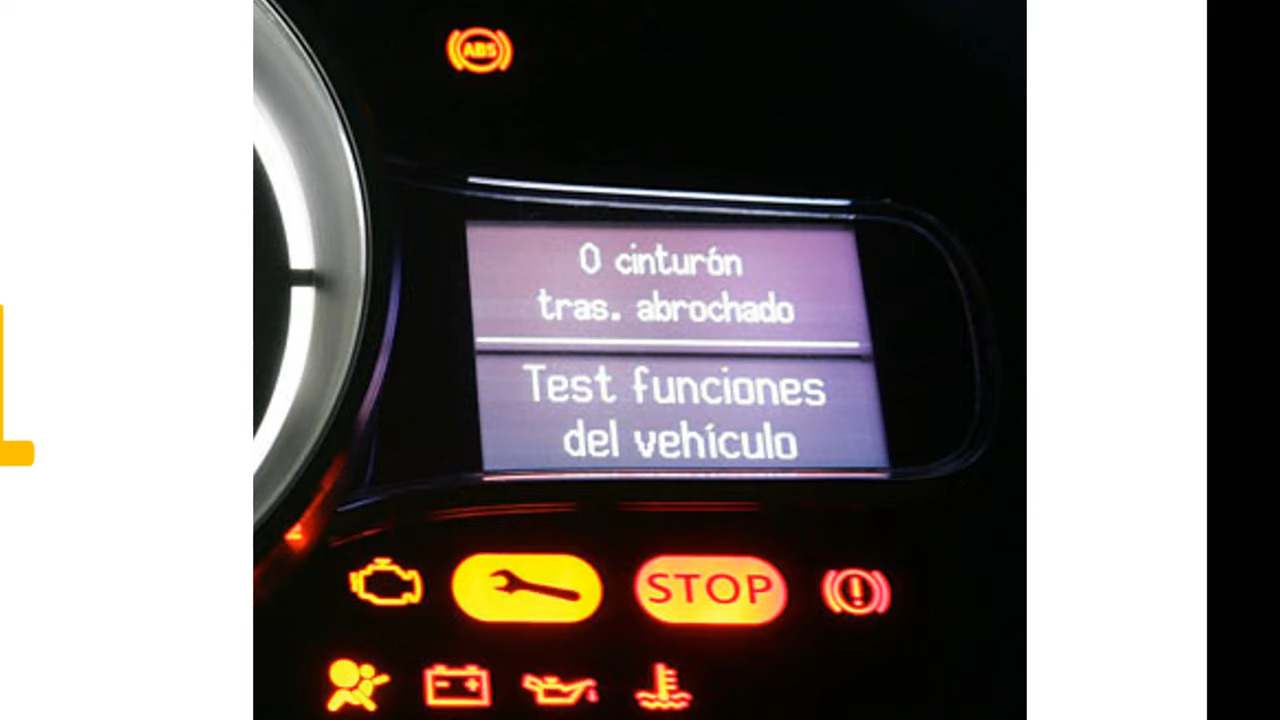 ABS
0 cinturón
tras. abrochado
Test funciones
del vehículo
STOP